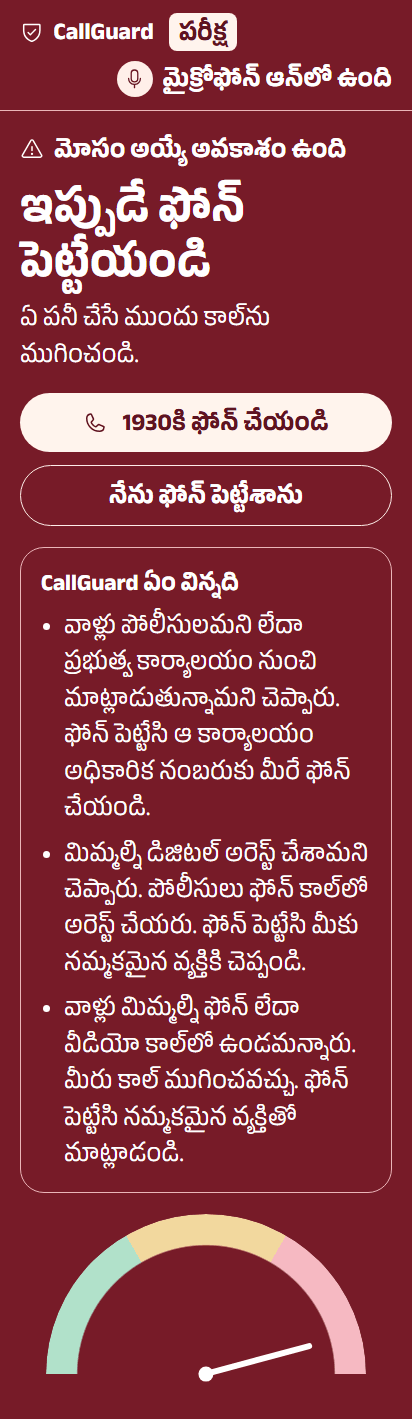 CallGuard పరీక్ష
మైక్రోఫోన్ ఆన్‌లో ఉంది
మోసం అయ్యే అవకాశం ఉంది
ఇప్పుడే ఫోన్
పెట్టేయండి
ఏ పనీ చేసే ముందు కాల్‌ను
ముగించండి.
1930కి ఫోన్ చేయండి
నేను ఫోన్ పెట్టేశాను
CallGuard ఏం విన్నది
• వాళ్లు పోలీసులమని లేదా
ప్రభుత్వ కార్యాలయం నుంచి
మాట్లాడుతున్నామని చెప్పారు.
ఫోన్ పెట్టేసి ఆ కార్యాలయం
అధికారిక నంబరుకు మీరే ఫోన్
చేయండి.
• మిమ్మల్ని డిజిటల్ అరెస్ట్ చేశామని
చెప్పారు. పోలీసులు ఫోన్ కాల్‌లో
అరెస్ట్ చేయరు. ఫోన్ పెట్టేసి మీకు
నమ్మకమైన వ్యక్తికి చెప్పండి.
• వాళ్లు మిమ్మల్ని ఫోన్ లేదా
వీడియో కాల్‌లో ఉండమన్నారు.
మీరు కాల్ ముగించవచ్చు. ఫోన్
పెట్టేసి నమ్మకమైన వ్యక్తితో
మాట్లాడండి.